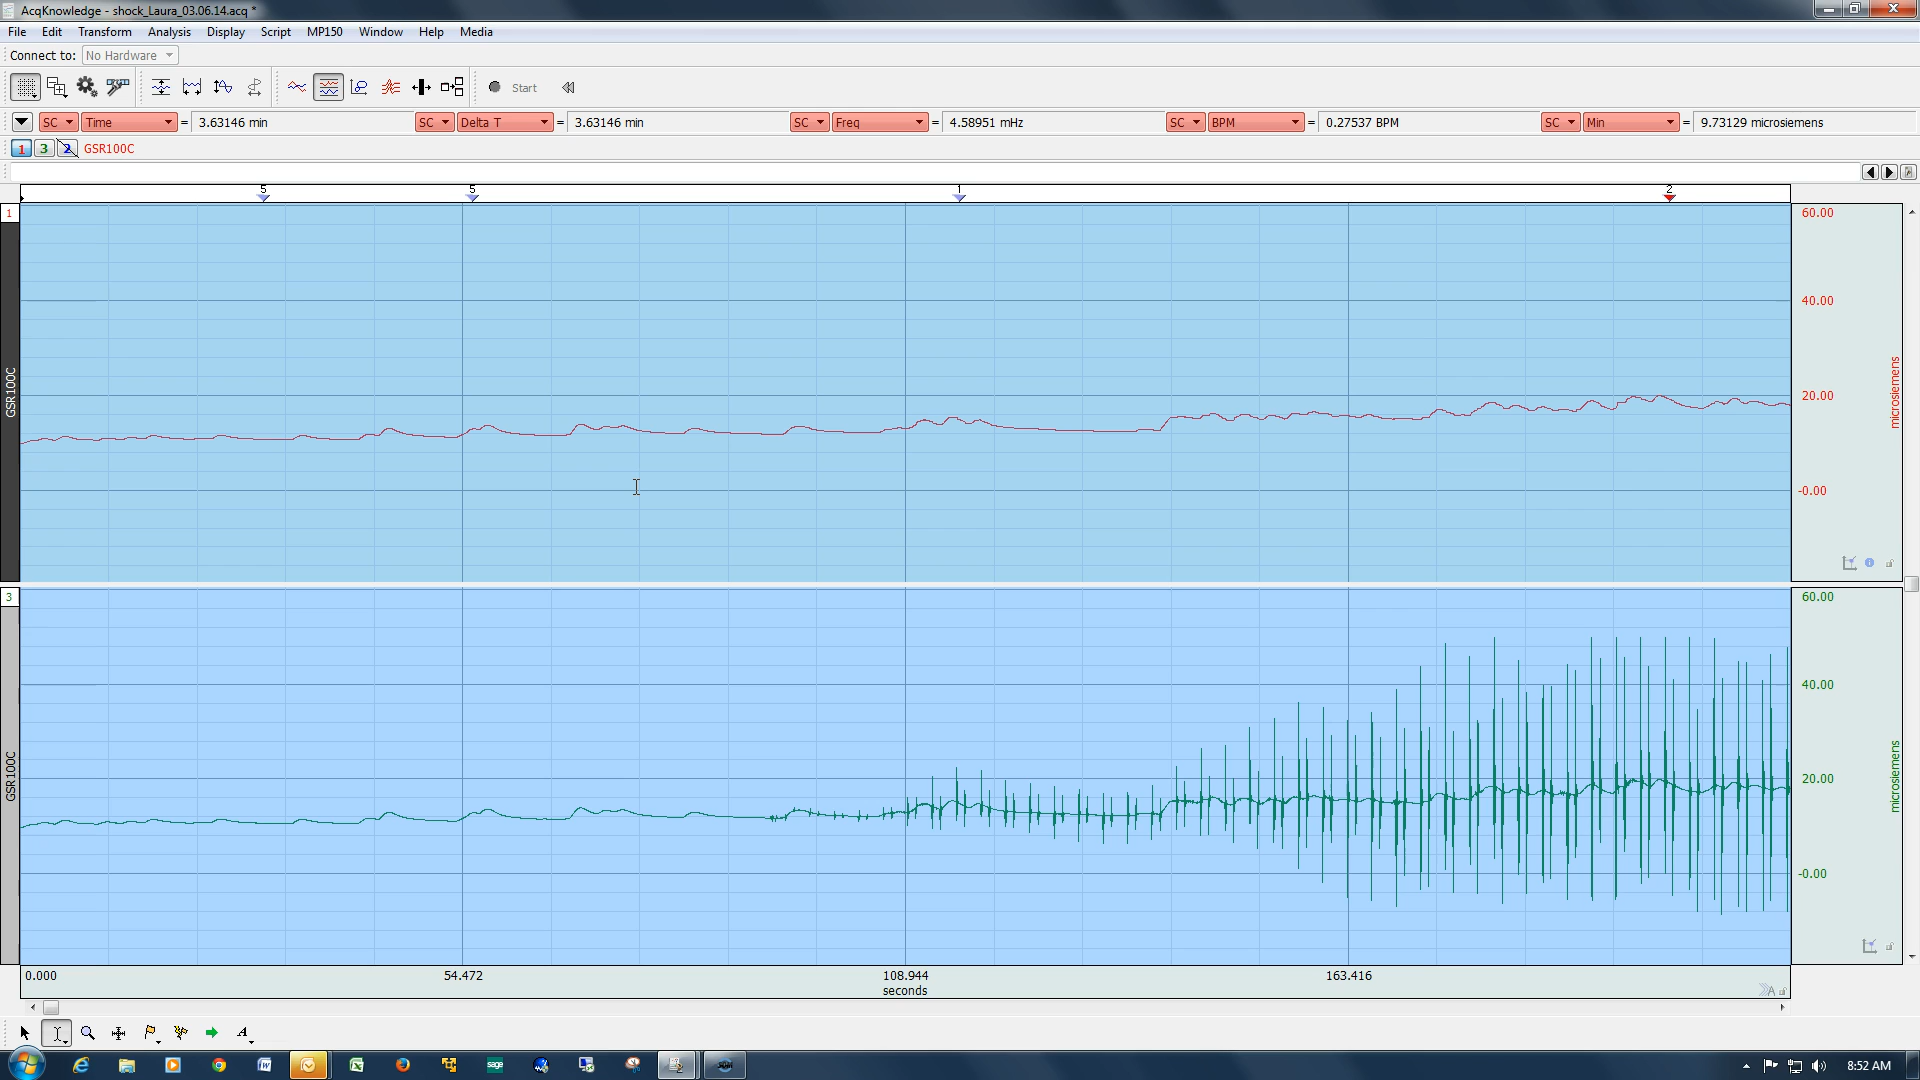 AcqKnowledge - shock_Laura_03.06.14.acq *
File Edit Transform Analysis Display Script MP150 Window Help Media
Connect to: No Hardware
Start
SC Time = 3.63146 min SC Delta T = 3.63146 min SC Freq = 4.58951 mHz SC BPM = 0.27537 BPM SC Min = 9.73129 microsiemens
1 3 2 GSR100C
5 5 1 2
1
60.00
40.00
20.00
-0.00
GSR100C
microsiemens
3
60.00
40.00
20.00
-0.00
GSR100C
microsiemens
0.000 54.472 108.944 163.416
seconds
A
A
sage
8:52 AM